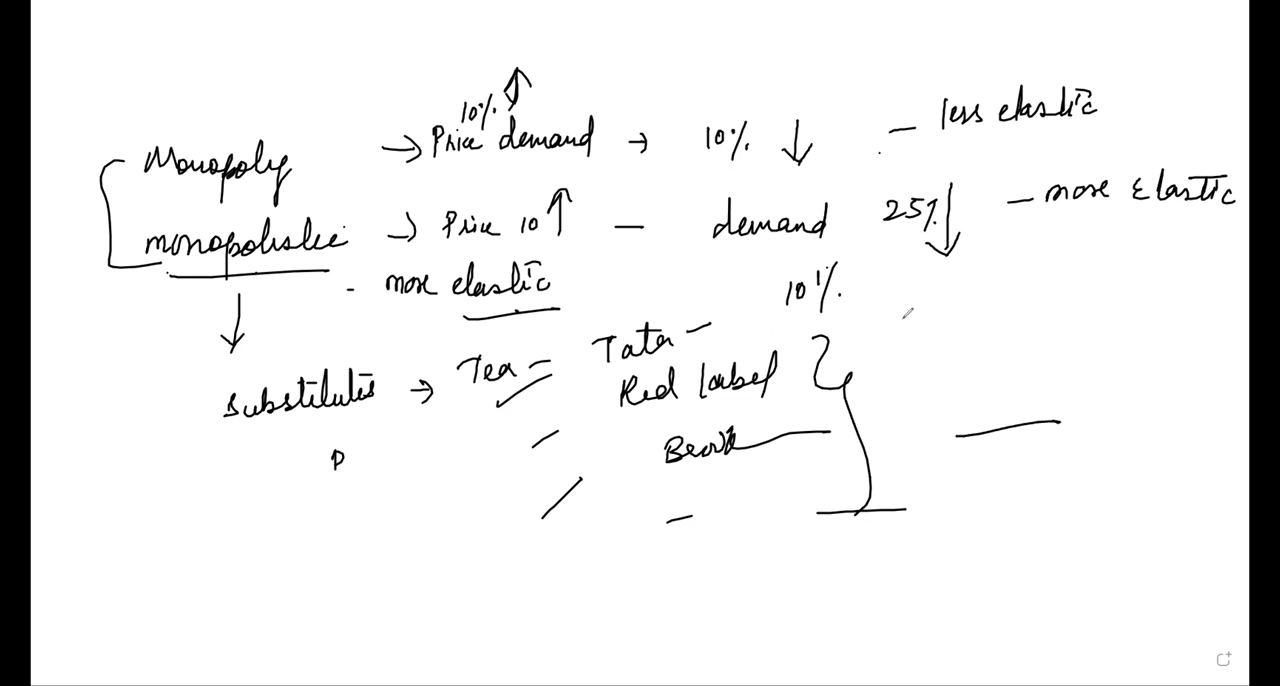 10% ↑
Monopoly → Price demand → 10% ↓ – less elastic
monopolistic → Price 10 ↑ – demand 25% ↓ – more Elastic
- more elastic 10%
Substitutes → Tea = Tata –
Red label
P